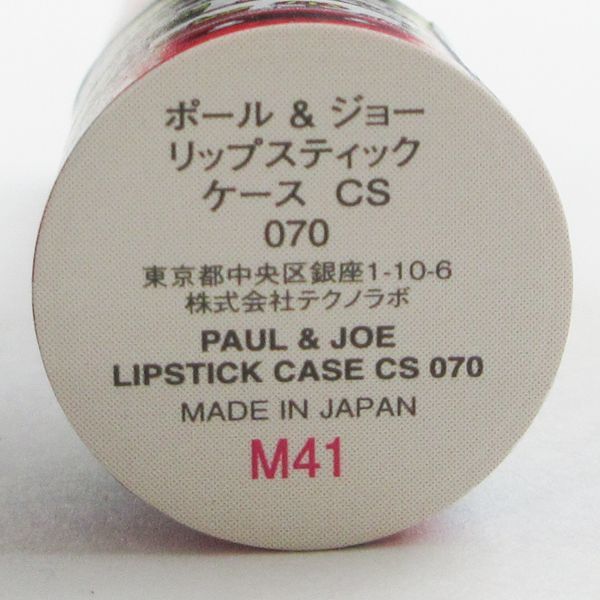 ポール & ジョー
リップスティック
ケース CS
070
東京都中央区銀座1-10-6
株式会社テクノラボ
PAUL & JOE
LIPSTICK CASE CS 070
MADE IN JAPAN
M41